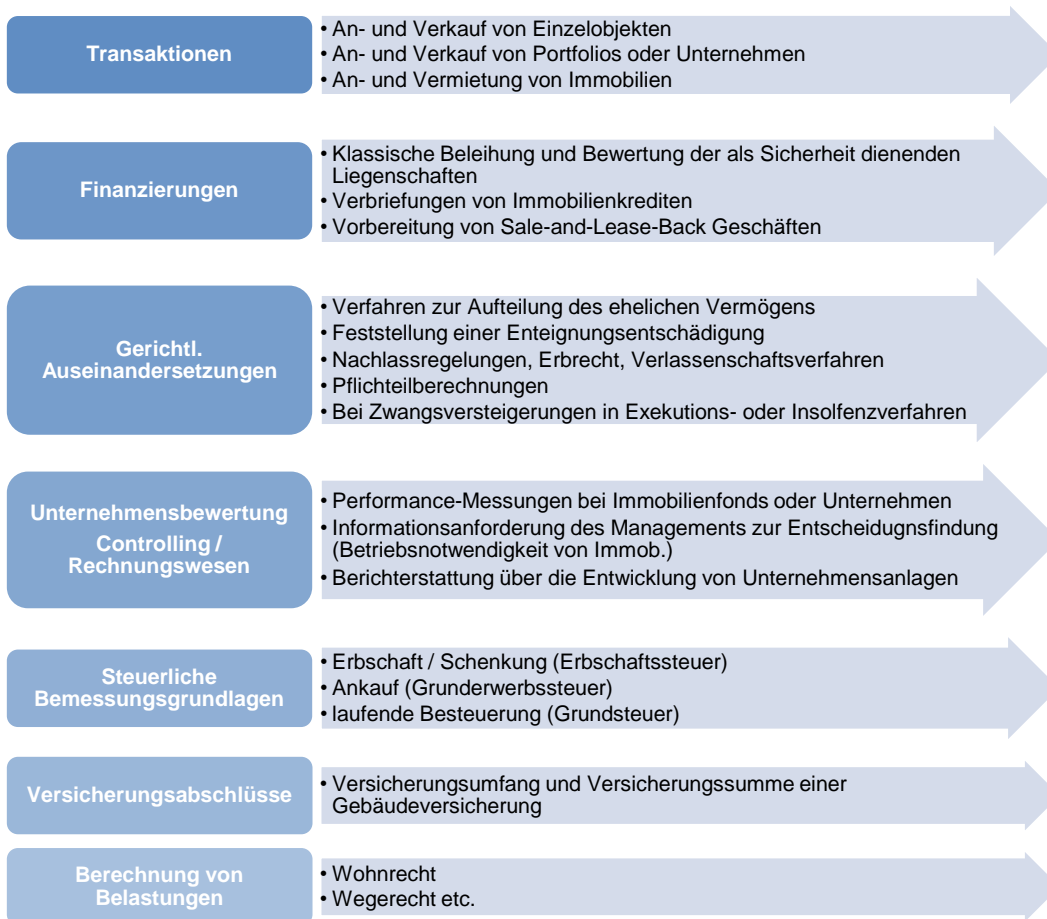 Transaktionen
• An- und Verkauf von Einzelobjekten
• An- und Verkauf von Portfolios oder Unternehmen
• An- und Vermietung von Immobilien
Finanzierungen
• Klassische Beleihung und Bewertung der als Sicherheit dienenden
Liegenschaften
• Verbriefungen von Immobilienkrediten
• Vorbereitung von Sale-and-Lease-Back Geschäften
Gerichtl.
Auseinandersetzungen
• Verfahren zur Aufteilung des ehelichen Vermögens
• Feststellung einer Enteignungsentschädigung
• Nachlassregelungen, Erbrecht, Verlassenschaftsverfahren
• Pflichteilberechnungen
• Bei Zwangsversteigerungen in Exekutions- oder Insolfenzverfahren
Unternehmensbewertung
Controlling /
Rechnungswesen
• Performance-Messungen bei Immobilienfonds oder Unternehmen
• Informationsanforderung des Managements zur Entscheidugnsfindung
(Betriebsnotwendigkeit von Immob.)
• Berichterstattung über die Entwicklung von Unternehmensanlagen
Steuerliche
Bemessungsgrundlagen
• Erbschaft / Schenkung (Erbschaftssteuer)
• Ankauf (Grunderwerbssteuer)
• laufende Besteuerung (Grundsteuer)
Versicherungsabschlüsse
• Versicherungsumfang und Versicherungssumme einer
Gebäudeversicherung
Berechnung von
Belastungen
• Wohnrecht
• Wegerecht etc.